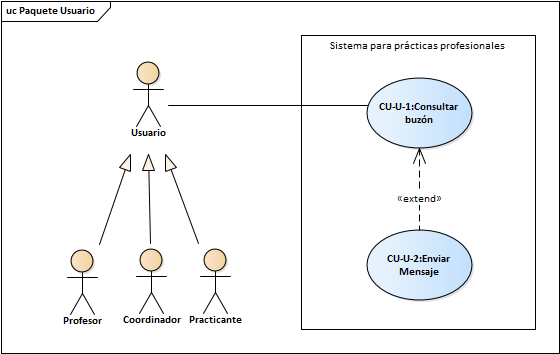 uc Paquete Usuario
Sistema para prácticas profesionales
CU-U-1:Consultar
buzón
Usuario
«extend»
CU-U-2:Enviar
Mensaje
Profesor
Coordinador
Practicante